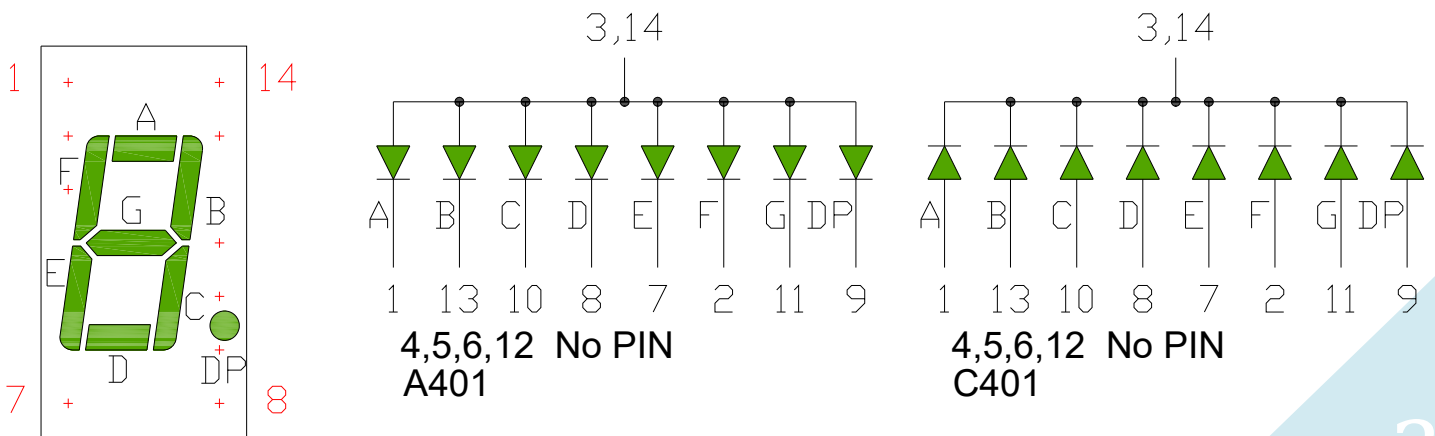 1 14
A
F
G B
E
C
D DP
7 8
3,14
A B C D E F G DP
1 13 10 8 7 2 11 9
4,5,6,12 No PIN
A401
3,14
A B C D E F G DP
1 13 10 8 7 2 11 9
4,5,6,12 No PIN
C401